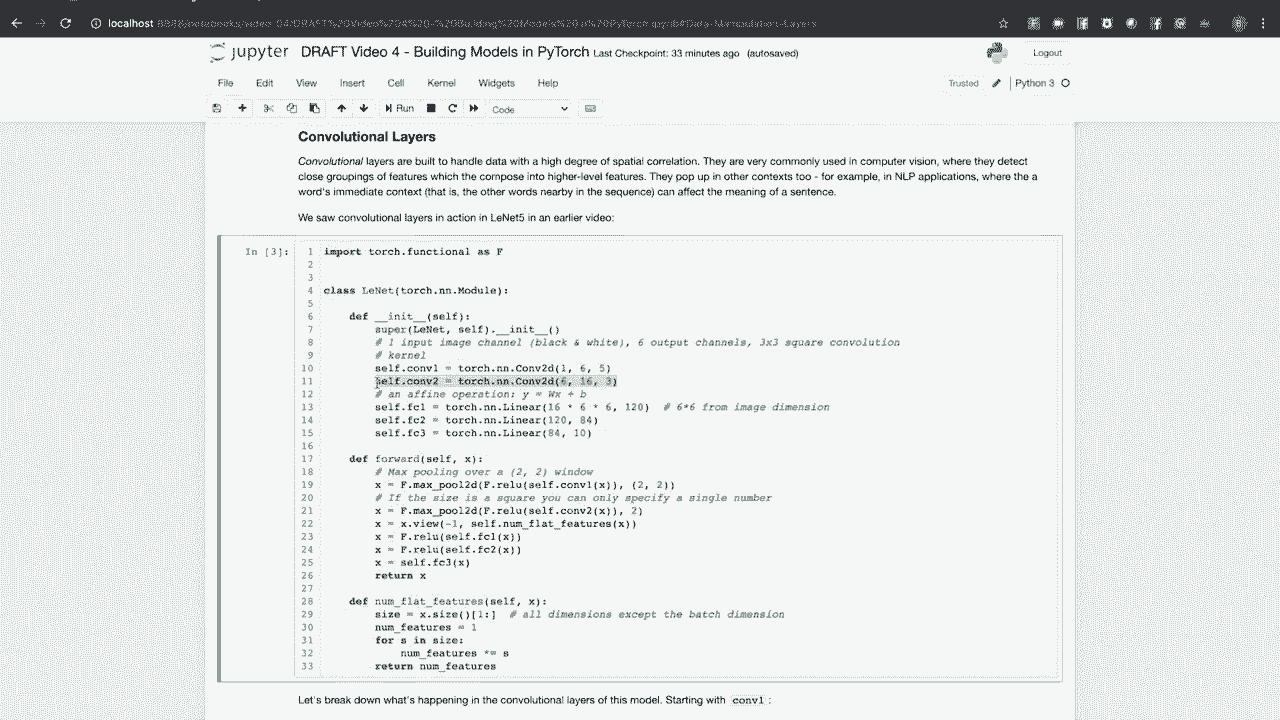 localhost:8888/notebooks/DRAFT%20Video%204%20-%20Building%20Models%20in%20PyTorch.ipynb#Convolutional-Layers
jupyter DRAFT Video 4 - Building Models in PyTorch Last Checkpoint: 33 minutes ago (autosaved)
Logout
File Edit View Insert Cell Kernel Widgets Help
Trusted Python 3
Run Code
Convolutional Layers
Convolutional layers are built to handle data with a high degree of spatial correlation. They are very commonly used in computer vision, where they detect
close groupings of features which the compose into higher-level features. They pop up in other contexts too - for example, in NLP applications, where the a
word's immediate context (that is, the other words nearby in the sequence) can affect the meaning of a sentence.
We saw convolutional layers in action in LeNet5 in an earlier video:
In [3]:
1 import torch.functional as F
2
3
4 class LeNet(torch.nn.Module):
5
6 def __init__(self):
7 super(LeNet, self).__init__()
8 # 1 input image channel (black & white), 6 output channels, 3x3 square convolution
9 # kernel
10 self.conv1 = torch.nn.Conv2d(1, 6, 5)
11 self.conv2 = torch.nn.Conv2d(6, 16, 3)
12 # an affine operation: y = Wx + b
13 self.fc1 = torch.nn.Linear(16 * 6 * 6, 120) # 6*6 from image dimension
14 self.fc2 = torch.nn.Linear(120, 84)
15 self.fc3 = torch.nn.Linear(84, 10)
16
17 def forward(self, x):
18 # Max pooling over a (2, 2) window
19 x = F.max_pool2d(F.relu(self.conv1(x)), (2, 2))
20 # If the size is a square you can only specify a single number
21 x = F.max_pool2d(F.relu(self.conv2(x)), 2)
22 x = x.view(-1, self.num_flat_features(x))
23 x = F.relu(self.fc1(x))
24 x = F.relu(self.fc2(x))
25 x = self.fc3(x)
26 return x
27
28 def num_flat_features(self, x):
29 size = x.size()[1:] # all dimensions except the batch dimension
30 num_features = 1
31 for s in size:
32 num_features *= s
33 return num_features
Let's break down what's happening in the convolutional layers of this model. Starting with conv1 :